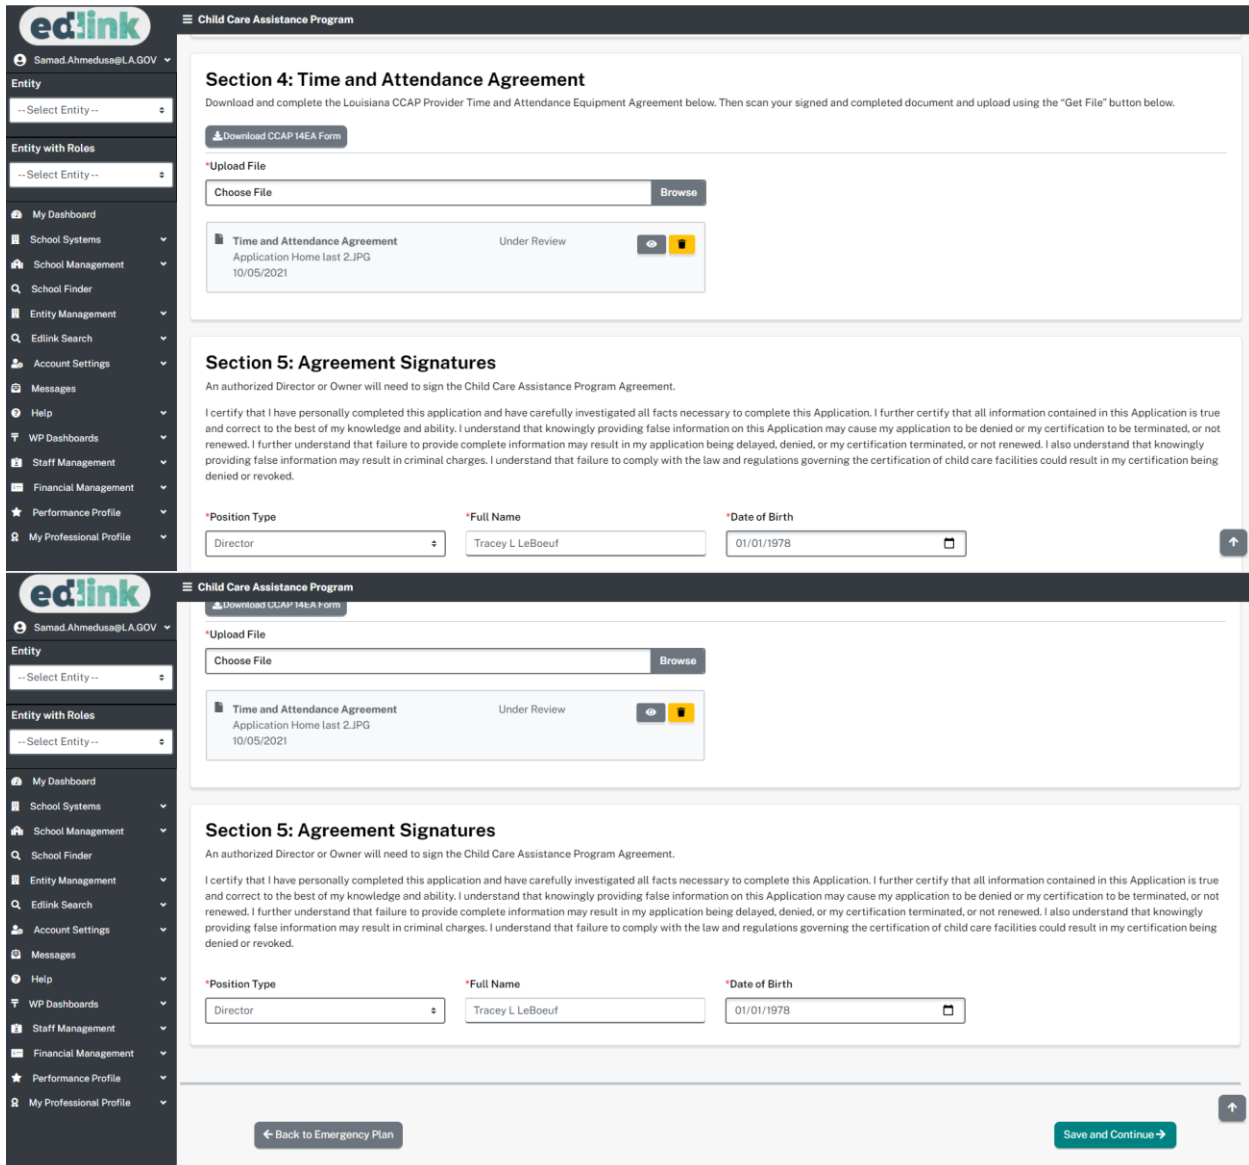 ed:link
Child Care Assistance Program
Samad.Ahmedusa@LA.GOV
Entity
--Select Entity--
Entity with Roles
--Select Entity--
My Dashboard
School Systems
School Management
School Finder
Entity Management
Edlink Search
Account Settings
Messages
Help
WP Dashboards
Staff Management
Financial Management
Performance Profile
My Professional Profile
Section 4: Time and Attendance Agreement
Download and complete the Louisiana CCAP Provider Time and Attendance Equipment Agreement below. Then scan your signed and completed document and upload using the “Get File” button below.
Download CCAP 14EA Form
*Upload File
Choose File Browse
Time and Attendance Agreement Under Review
Application Home last 2.JPG
10/05/2021
Section 5: Agreement Signatures
An authorized Director or Owner will need to sign the Child Care Assistance Program Agreement.
I certify that I have personally completed this application and have carefully investigated all facts necessary to complete this Application. I further certify that all information contained in this Application is true
and correct to the best of my knowledge and ability. I understand that knowingly providing false information on this Application may cause my application to be denied or my certification to be terminated, or not
renewed. I further understand that failure to provide complete information may result in my application being delayed, denied, or my certification terminated, or not renewed. I also understand that knowingly
providing false information may result in criminal charges. I understand that failure to comply with the law and regulations governing the certification of child care facilities could result in my certification being
denied or revoked.
*Position Type *Full Name *Date of Birth
Director Tracey L LeBoeuf 01/01/1978
ed:link
Child Care Assistance Program
Samad.Ahmedusa@LA.GOV
Entity
--Select Entity--
Entity with Roles
--Select Entity--
My Dashboard
School Systems
School Management
School Finder
Entity Management
Edlink Search
Account Settings
Messages
Help
WP Dashboards
Staff Management
Financial Management
Performance Profile
My Professional Profile
Download CCAP 14EA Form
*Upload File
Choose File Browse
Time and Attendance Agreement Under Review
Application Home last 2.JPG
10/05/2021
Section 5: Agreement Signatures
An authorized Director or Owner will need to sign the Child Care Assistance Program Agreement.
I certify that I have personally completed this application and have carefully investigated all facts necessary to complete this Application. I further certify that all information contained in this Application is true
and correct to the best of my knowledge and ability. I understand that knowingly providing false information on this Application may cause my application to be denied or my certification to be terminated, or not
renewed. I further understand that failure to provide complete information may result in my application being delayed, denied, or my certification terminated, or not renewed. I also understand that knowingly
providing false information may result in criminal charges. I understand that failure to comply with the law and regulations governing the certification of child care facilities could result in my certification being
denied or revoked.
*Position Type *Full Name *Date of Birth
Director Tracey L LeBoeuf 01/01/1978
Back to Emergency Plan Save and Continue